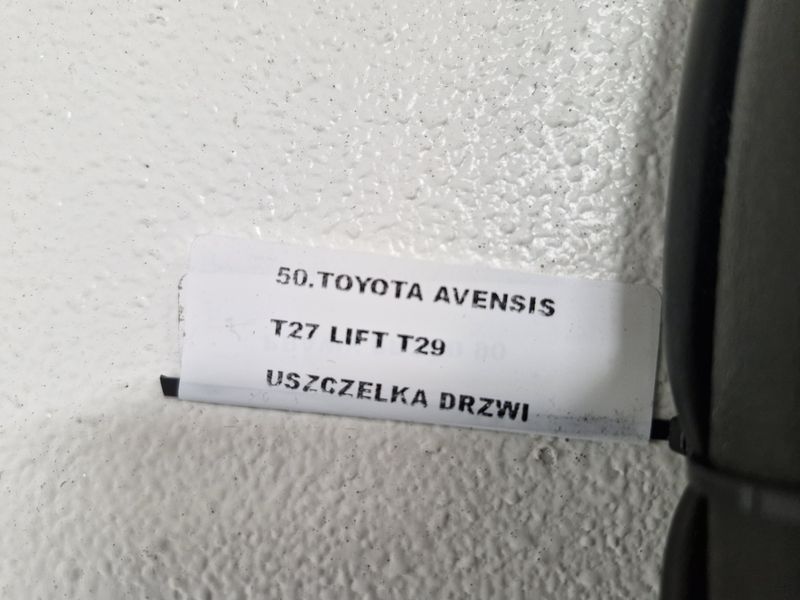 50.TOYOTA AVENSIS
T27 LIFT T29
USZCZELKA DRZWI